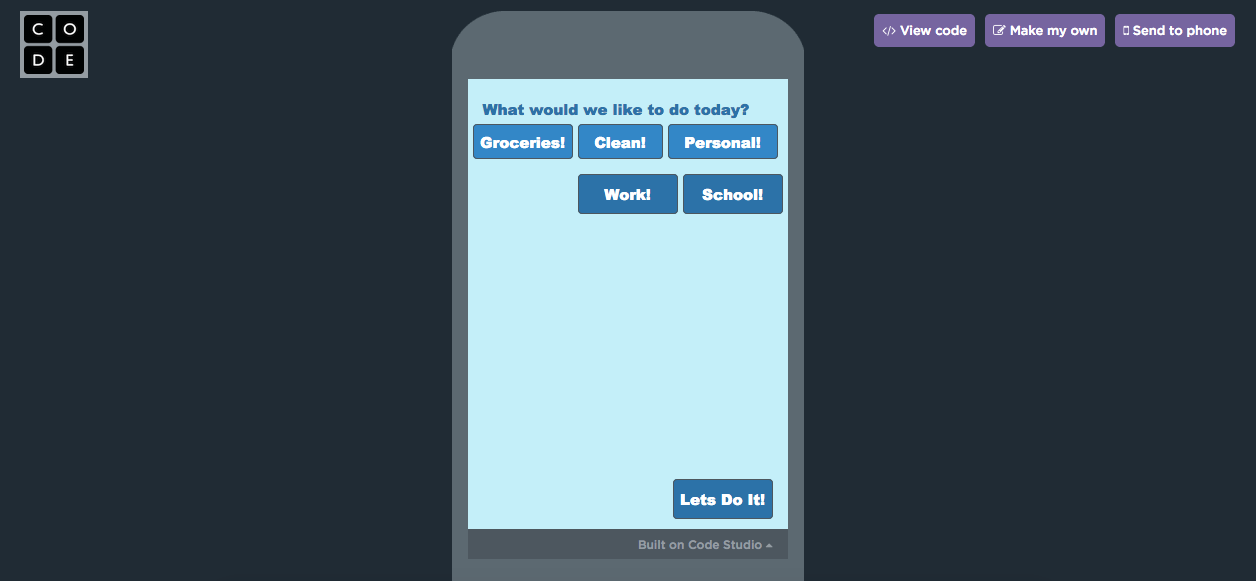 C O
D E
View code Make my own Send to phone
What would we like to do today?
Groceries! Clean! Personal!
Work! School!
Lets Do It!
Built on Code Studio